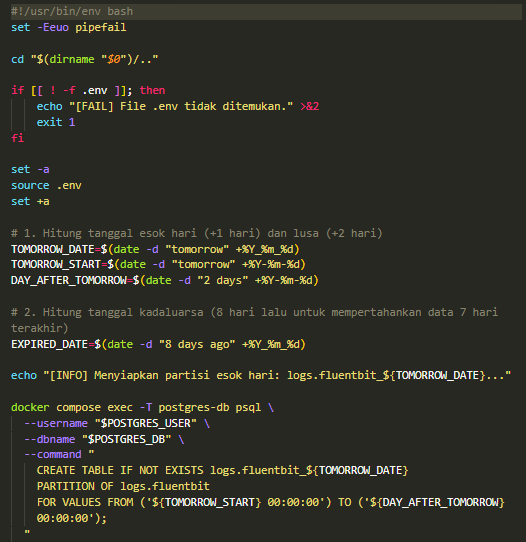 #!/usr/bin/env bash
set -Eeuo pipefail

cd "$(dirname "$0")/.."

if [[ ! -f .env ]]; then
    echo "[FAIL] File .env tidak ditemukan." >&2
    exit 1
fi

set -a
source .env
set +a

# 1. Hitung tanggal esok hari (+1 hari) dan lusa (+2 hari)
TOMORROW_DATE=$(date -d "tomorrow" +%Y_%m_%d)
TOMORROW_START=$(date -d "tomorrow" +%Y-%m-%d)
DAY_AFTER_TOMORROW=$(date -d "2 days" +%Y-%m-%d)

# 2. Hitung tanggal kadaluarsa (8 hari lalu untuk mempertahankan data 7 hari
terakhir)
EXPIRED_DATE=$(date -d "8 days ago" +%Y_%m_%d)

echo "[INFO] Menyiapkan partisi esok hari: logs.fluentbit_${TOMORROW_DATE}..."

docker compose exec -T postgres-db psql \
  --username "$POSTGRES_USER" \
  --dbname "$POSTGRES_DB" \
  --command "
    CREATE TABLE IF NOT EXISTS logs.fluentbit_${TOMORROW_DATE}
    PARTITION OF logs.fluentbit
    FOR VALUES FROM ('${TOMORROW_START} 00:00:00') TO ('${DAY_AFTER_TOMORROW}
    00:00:00');
  "